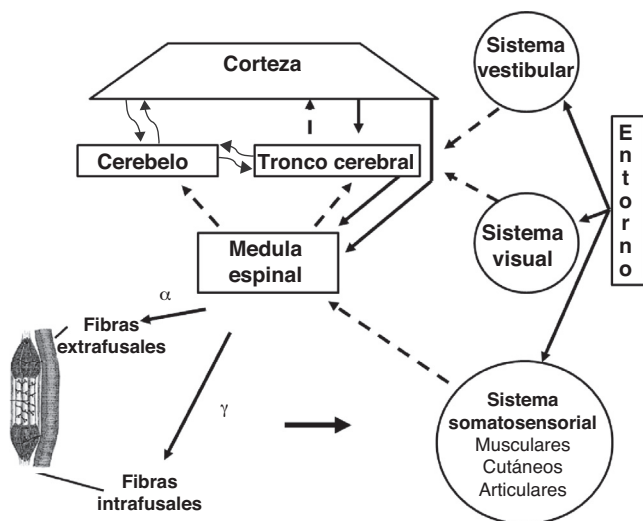 Corteza
Sistema
vestibular
Entorno
Cerebelo
Tronco cerebral
Sistema
visual
Medula
espinal
α
Fibras
extrafusales
γ
Sistema
somatosensorial
Musculares
Cutáneos
Articulares
Fibras
intrafusales